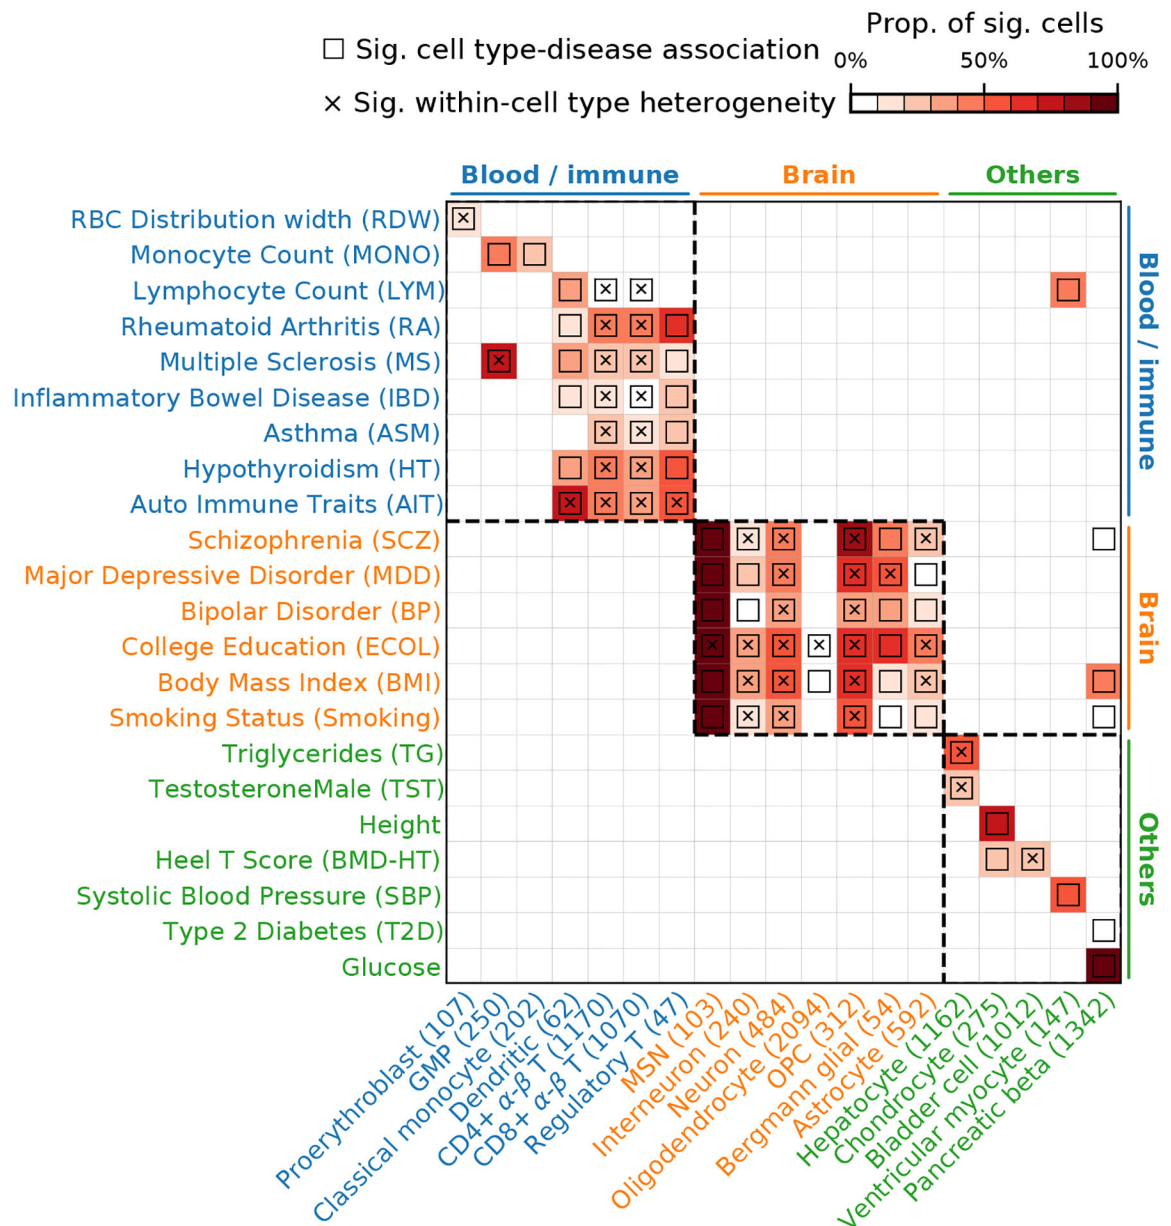 Prop. of sig. cells
□ Sig. cell type-disease association
0% 50% 100%
× Sig. within-cell type heterogeneity
Blood / immune Brain Others
RBC Distribution width (RDW)
Monocyte Count (MONO)
Lymphocyte Count (LYM)
Rheumatoid Arthritis (RA)
Multiple Sclerosis (MS)
Inflammatory Bowel Disease (IBD)
Asthma (ASM)
Hypothyroidism (HT)
Auto Immune Traits (AIT)
Schizophrenia (SCZ)
Major Depressive Disorder (MDD)
Bipolar Disorder (BP)
College Education (ECOL)
Body Mass Index (BMI)
Smoking Status (Smoking)
Triglycerides (TG)
TestosteroneMale (TST)
Height
Heel T Score (BMD-HT)
Systolic Blood Pressure (SBP)
Type 2 Diabetes (T2D)
Glucose
Blood / immune
Brain
Others
Proerythroblast (107)
GMP (250)
Classical monocyte (202)
Dendritic (62)
CD4+ α-β T (1170)
CD8+ α-β T (1070)
Regulatory T (47)
MSN (103)
Interneuron (240)
Neuron (484)
Oligodendrocyte (2094)
OPC (312)
Bergmann glial (54)
Astrocyte (592)
Hepatocyte (1162)
Chondrocyte (275)
Bladder cell (1012)
Ventricular myocyte (147)
Pancreatic beta (1342)